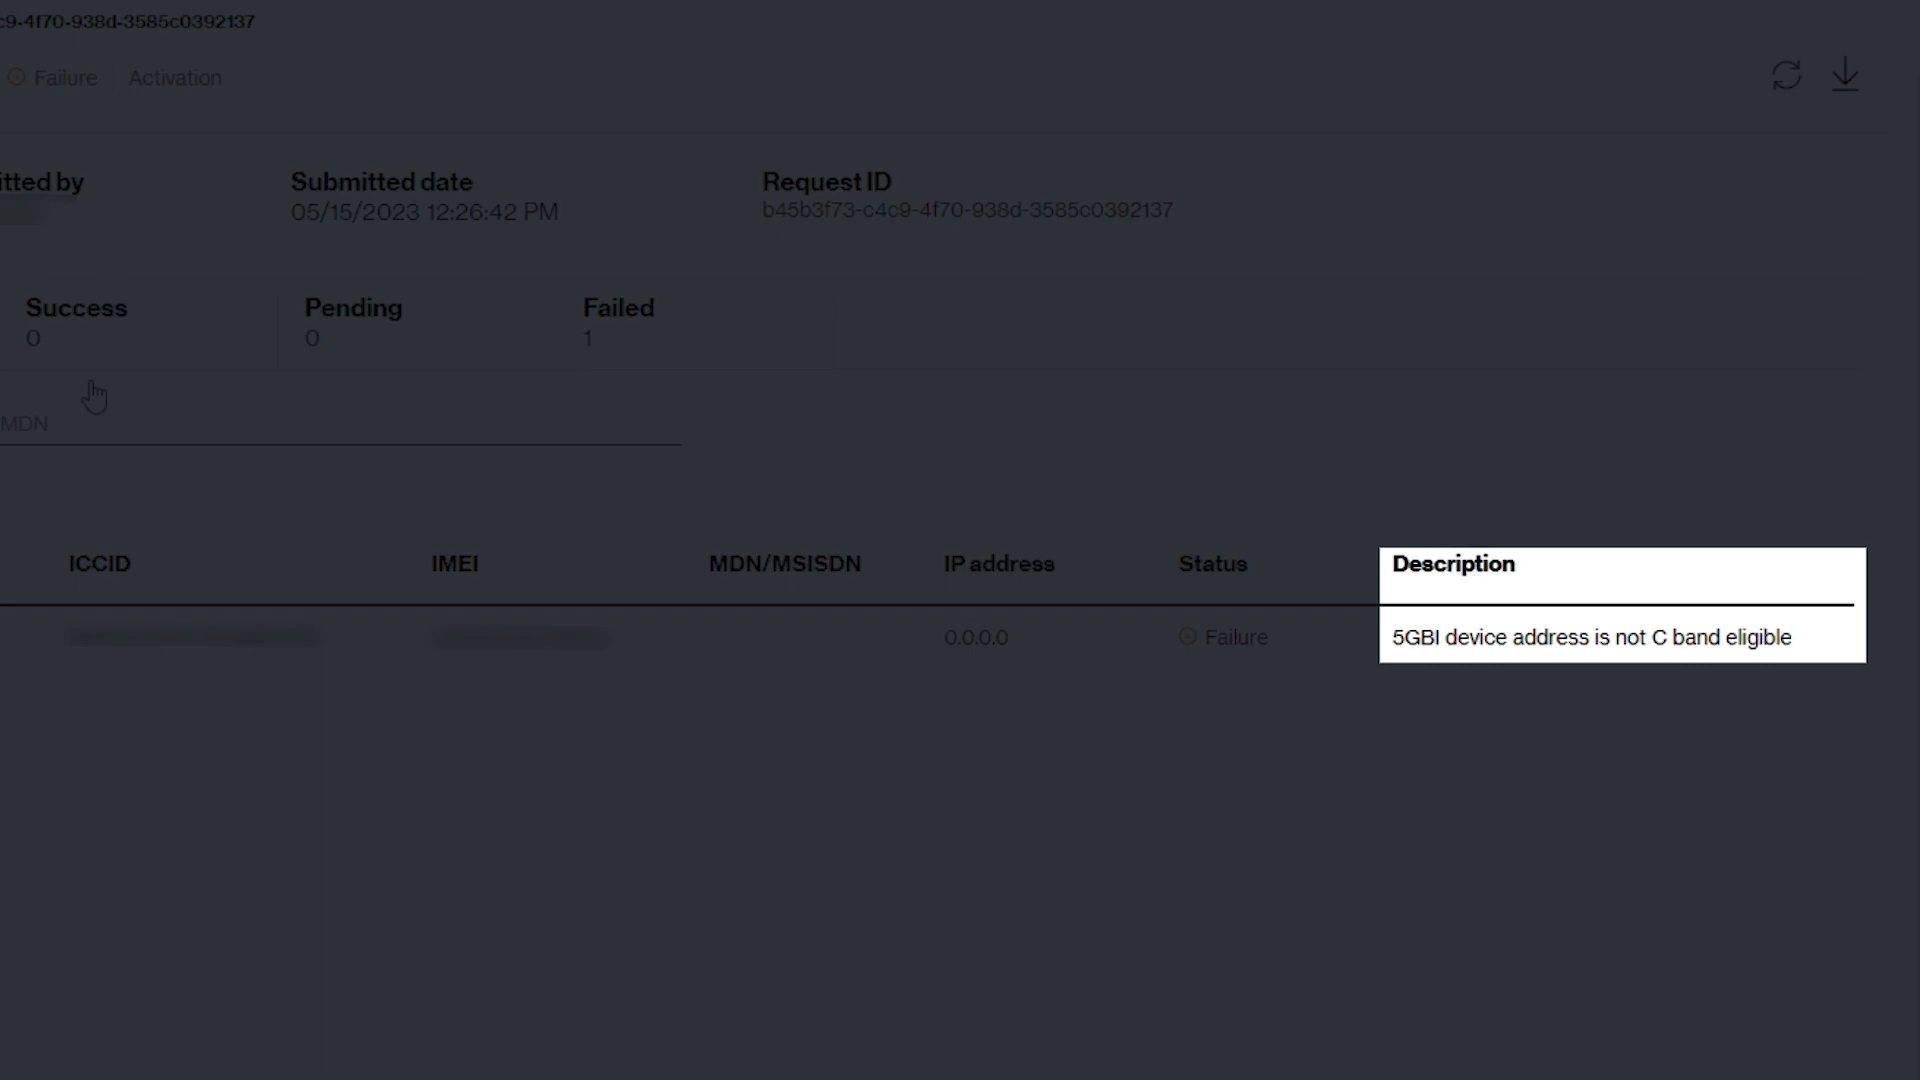 c9-4f70-938d-3585c0392137
Failure Activation
itted by
Submitted date
05/15/2023 12:26:42 PM
Request ID
b45b3f73-c4c9-4f70-938d-3585c0392137
Success
0
Pending
0
Failed
1
MDN
ICCID IMEI MDN/MSISDN IP address Status Description
0.0.0.0 Failure 5GBI device address is not C band eligible